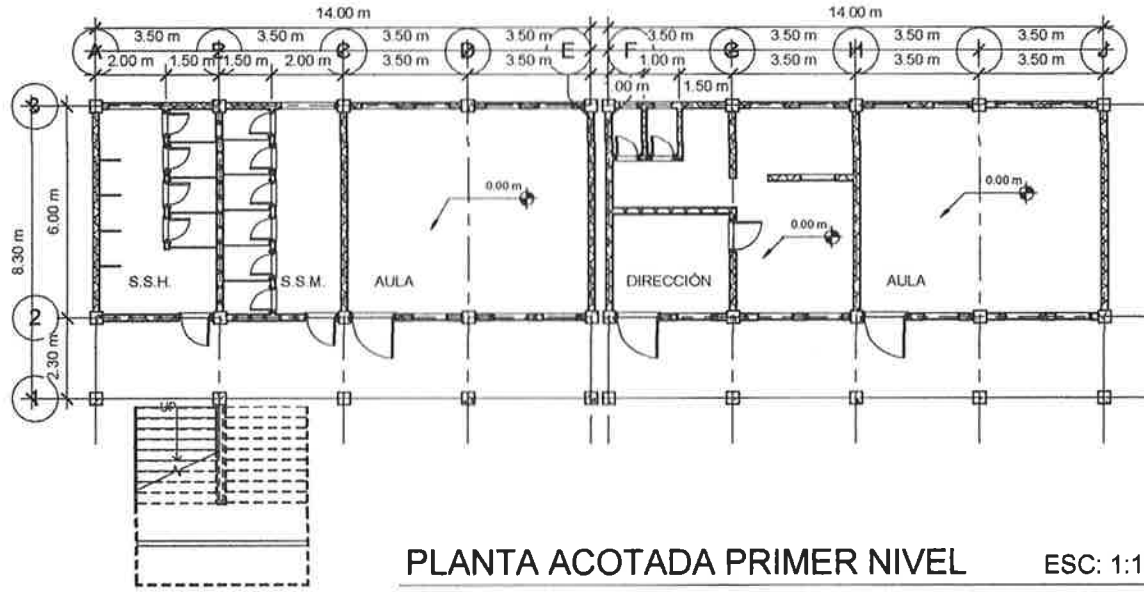 14.00 m 14.00 m
3.50 m 3.50 m 3.50 m 3.50 m 3.50 m 3.50 m 3.50 m 3.50 m
A C D E F H
2.00 m 1.50 m 1.50 m 2.00 m 3.50 m 3.50 m 1.00 m 3.50 m 3.50 m 3.50 m
.00 m 1.50 m
3
0.00 m 0.00 m
6.00 m
0.00 m
8.30 m
S.S.H. S.S.M. AULA DIRECCIÓN AULA
2
2.30 m
1
UP
PLANTA ACOTADA PRIMER NIVEL ESC: 1:1